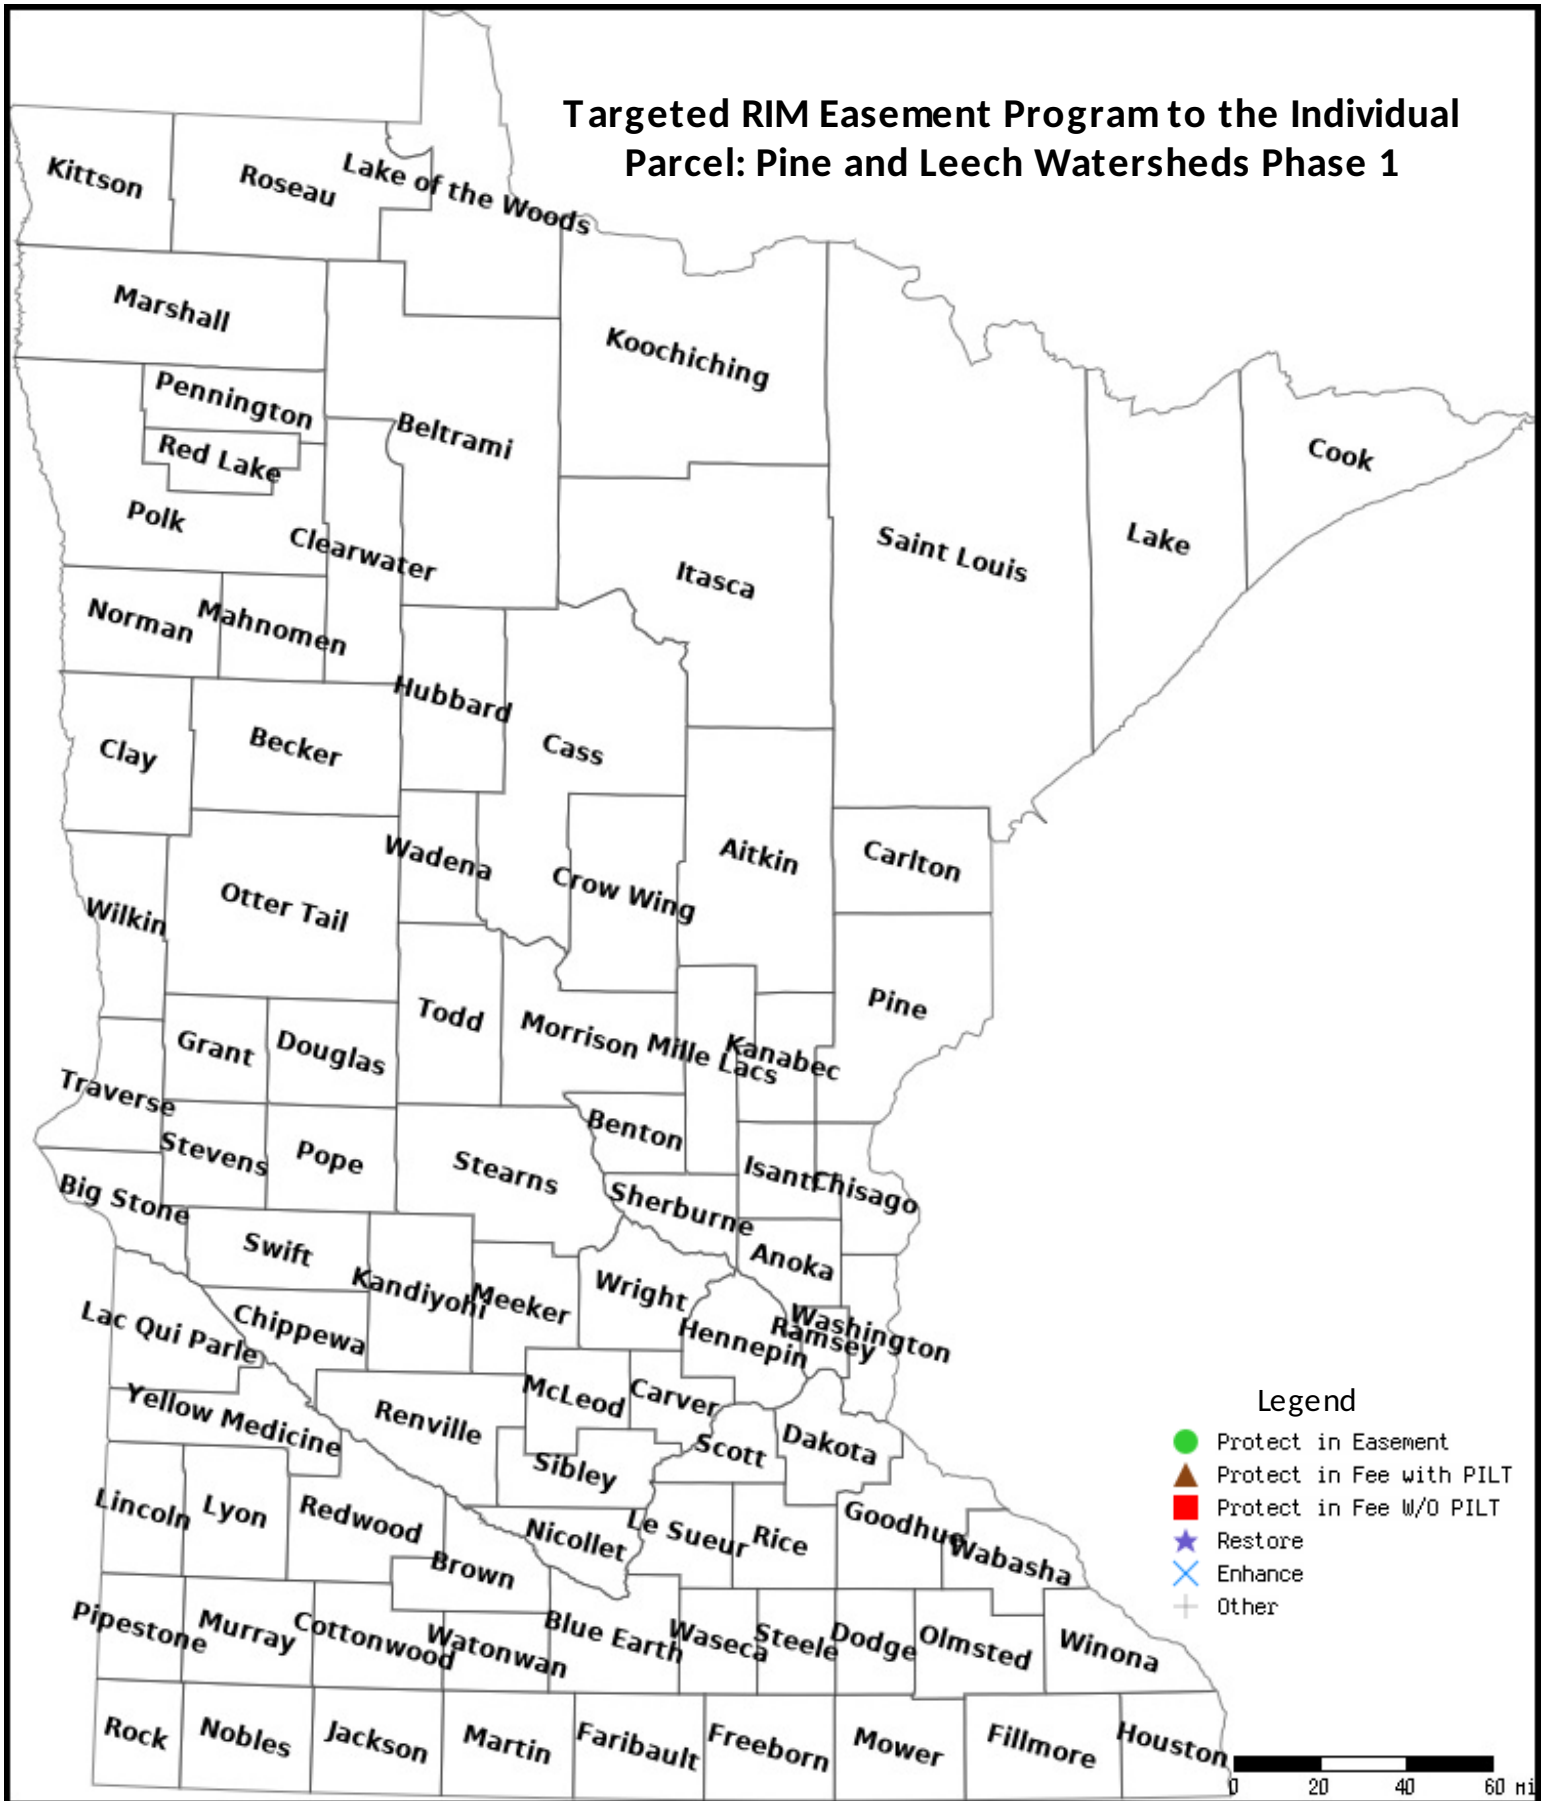 Targeted RIM Easement Program to the Individual
Parcel: Pine and Leech Watersheds Phase 1
Kittson
Roseau
Lake of the Woods
Marshall
Koochiching
Pennington
Beltrami
Red Lake
Cook
Polk
Clearwater
Saint Louis
Lake
Itasca
Norman
Mahnomen
Hubbard
Clay
Becker
Cass
Wadena
Aitkin
Carlton
Otter Tail
Crow Wing
Wilkin
Pine
Todd
Morrison
Mille Lacs
Kanabec
Grant
Douglas
Traverse
Benton
Stevens
Pope
Stearns
Isanti
Chisago
Big Stone
Sherburne
Swift
Anoka
Kandiyohi
Meeker
Wright
Lac Qui Parle
Chippewa
Hennepin
Ramsey
Washington
McLeod
Carver
Yellow Medicine
Renville
Scott
Dakota
Sibley
Lincoln
Lyon
Redwood
Nicollet
Le Sueur
Rice
Goodhue
Wabasha
Brown
Pipestone
Murray
Cottonwood
Watonwan
Blue Earth
Waseca
Steele
Dodge
Olmsted
Winona
Rock
Nobles
Jackson
Martin
Faribault
Freeborn
Mower
Fillmore
Houston
Legend
Protect in Easement
Protect in Fee with PILT
Protect in Fee W/O PILT
Restore
Enhance
Other
0 20 40 60 mi